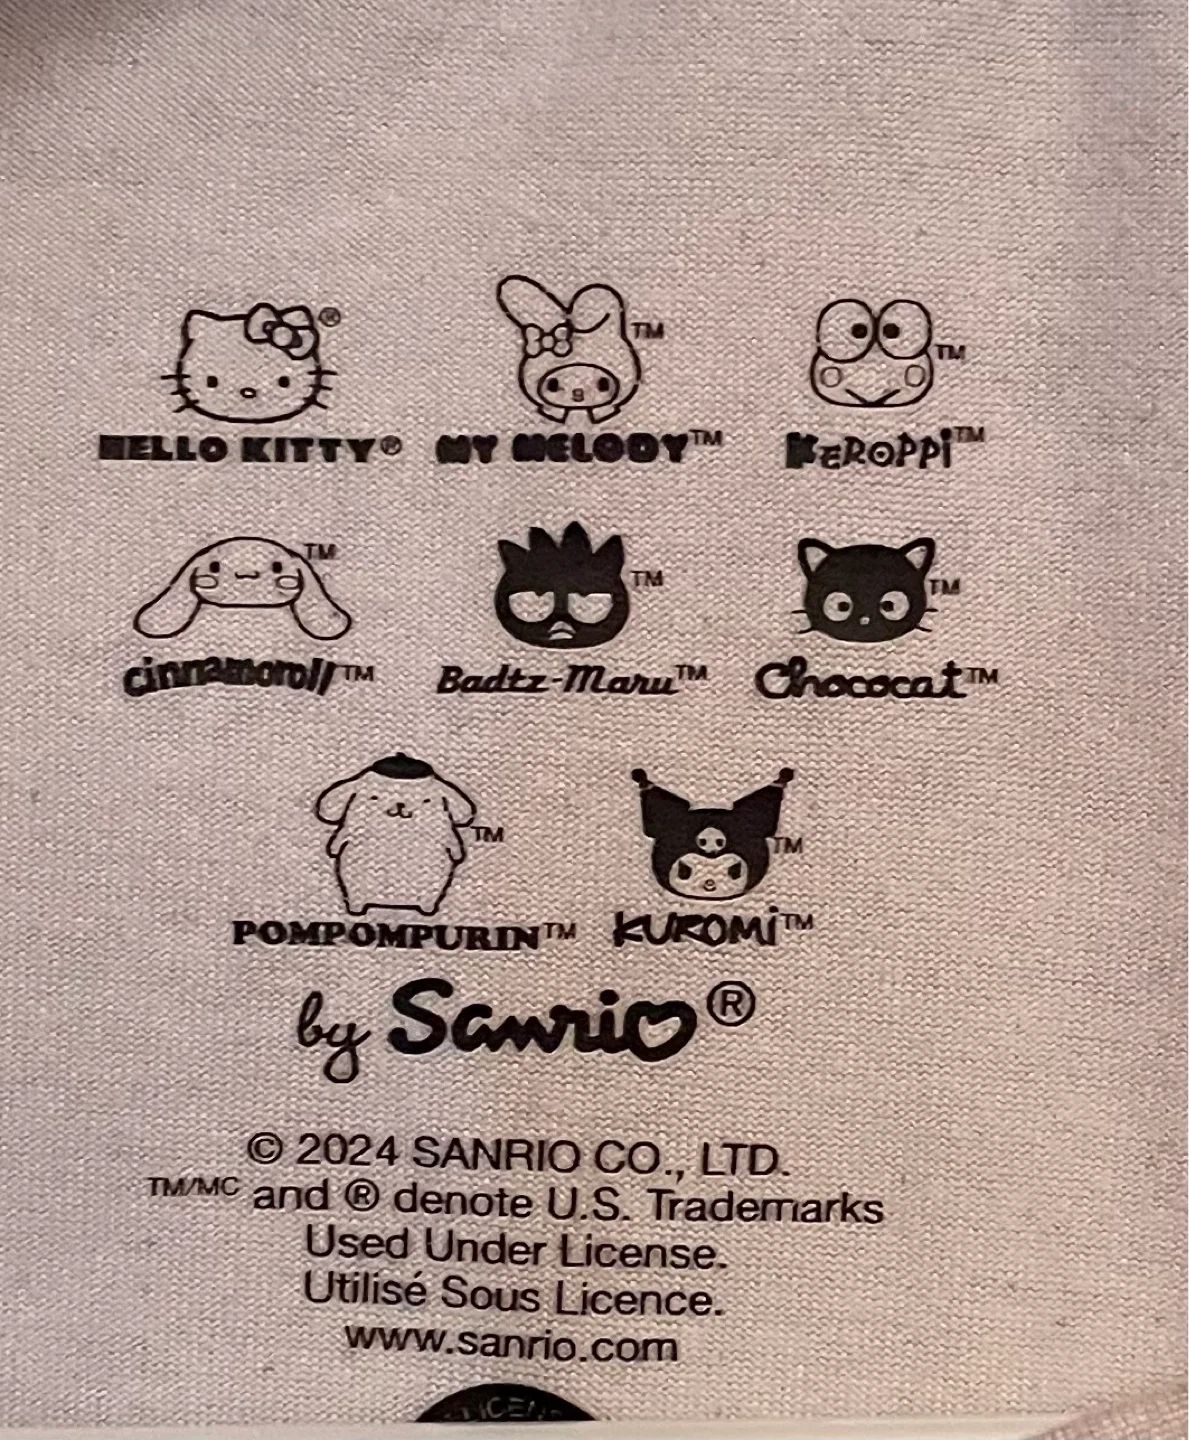 ®
TM
TM
HELLO KITTY® MY MELODY™ KEROPPI™
TM
TM
TM
cinnamoroll™ Badtz-Maru™ Chococat™
TM
TM
POMPOMPURIN™ KUROMI™
by Sanrio®
© 2024 SANRIO CO., LTD.
TM/MC and ® denote U.S. Trademarks
Used Under License.
Utilisé Sous Licence.
www.sanrio.com